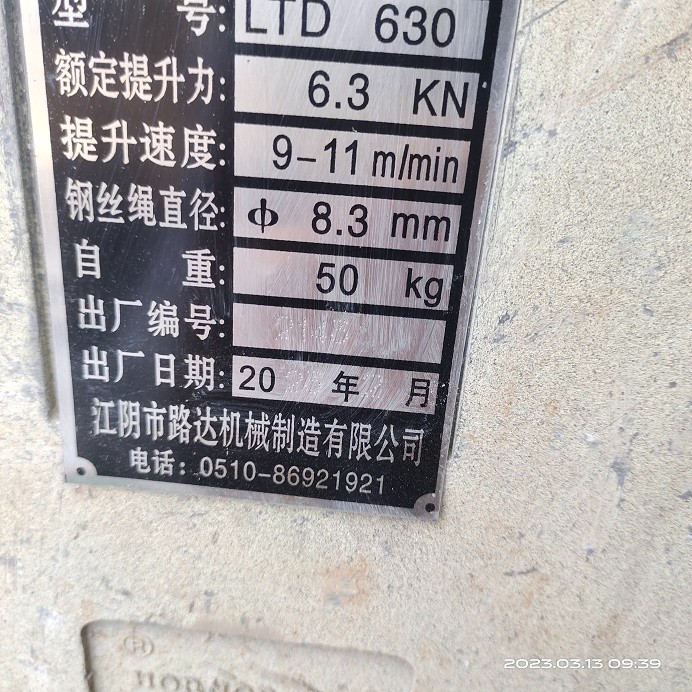 型 号: LTD 630
额定提升力: 6.3 KN
提升速度: 9-11 m/min
钢丝绳直径: ф 8.3 mm
自 重: 50 kg
出厂编号:
出厂日期: 20 年 月
江阴市路达机械制造有限公司
电话: 0510-86921921
®
2023.03.13 09:39